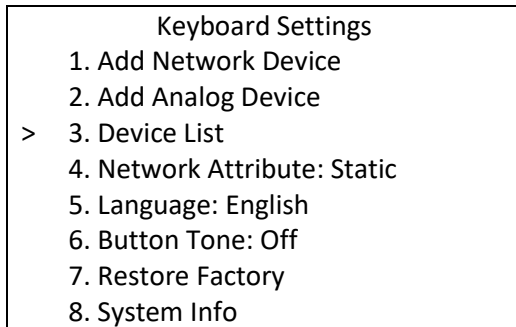 Keyboard Settings
1. Add Network Device
2. Add Analog Device
> 3. Device List
4. Network Attribute: Static
5. Language: English
6. Button Tone: Off
7. Restore Factory
8. System Info